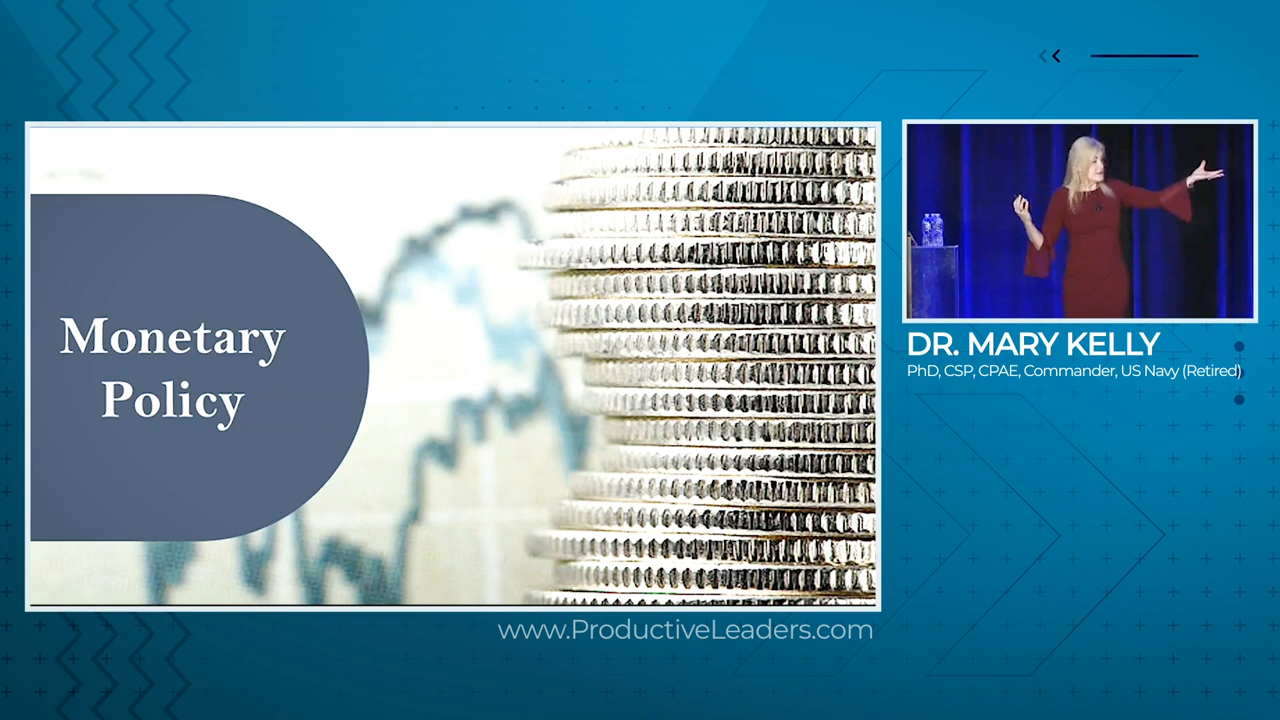 Monetary
Policy
DR. MARY KELLY
PhD, CSP, CPAE, Commander, US Navy (Retired)
www.ProductiveLeaders.com